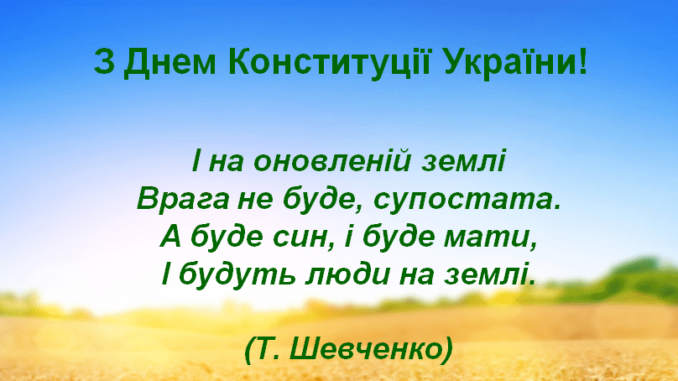 З Днем Конституції України!
І на оновленій землі
Врага не буде, супостата.
А буде син, і буде мати,
І будуть люди на землі.
(Т. Шевченко)